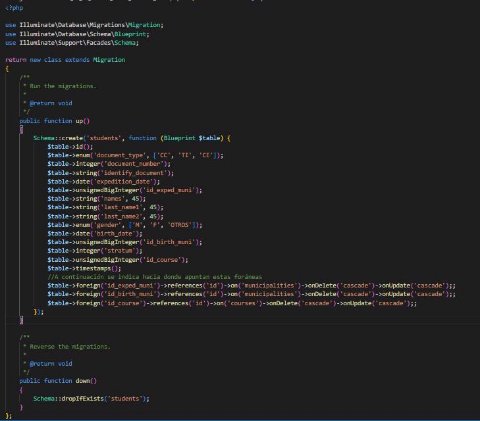 <?php
use Illuminate\Database\Migrations\Migration;
use Illuminate\Database\Schema\Blueprint;
use Illuminate\Support\Facades\Schema;
return new class extends Migration
{
/**
* Run the migrations.
*
* @return void
*/
public function up()
{
Schema::create('students', function (Blueprint $table) {
$table->id();
$table->enum('document_type', ['CC', 'TI', 'CE']);
$table->integer('document_number');
$table->string('identify_document');
$table->date('expedition_date');
$table->unsignedBigInteger('id_exped_muni');
$table->string('names', 45);
$table->string('last_name1', 45);
$table->string('last_name2', 45);
$table->enum('gender', ['M', 'F', 'OTROS']);
$table->date('birth_date');
$table->unsignedBigInteger('id_birth_muni');
$table->integer('stratum');
$table->unsignedBigInteger('id_course');
$table->timestamps();
//A continuación se indica hacia donde apuntan estas foráneas
$table->foreign('id_exped_muni')->references('id')->on('municipalities')->onDelete('cascade')->onUpdate('cascade');;
$table->foreign('id_birth_muni')->references('id')->on('municipalities')->onDelete('cascade')->onUpdate('cascade');;
$table->foreign('id_course')->references('id')->on('courses')->onDelete('cascade')->onUpdate('cascade');;
});
}
/**
* Reverse the migrations.
*
* @return void
*/
public function down()
{
Schema::dropIfExists('students');
}
};